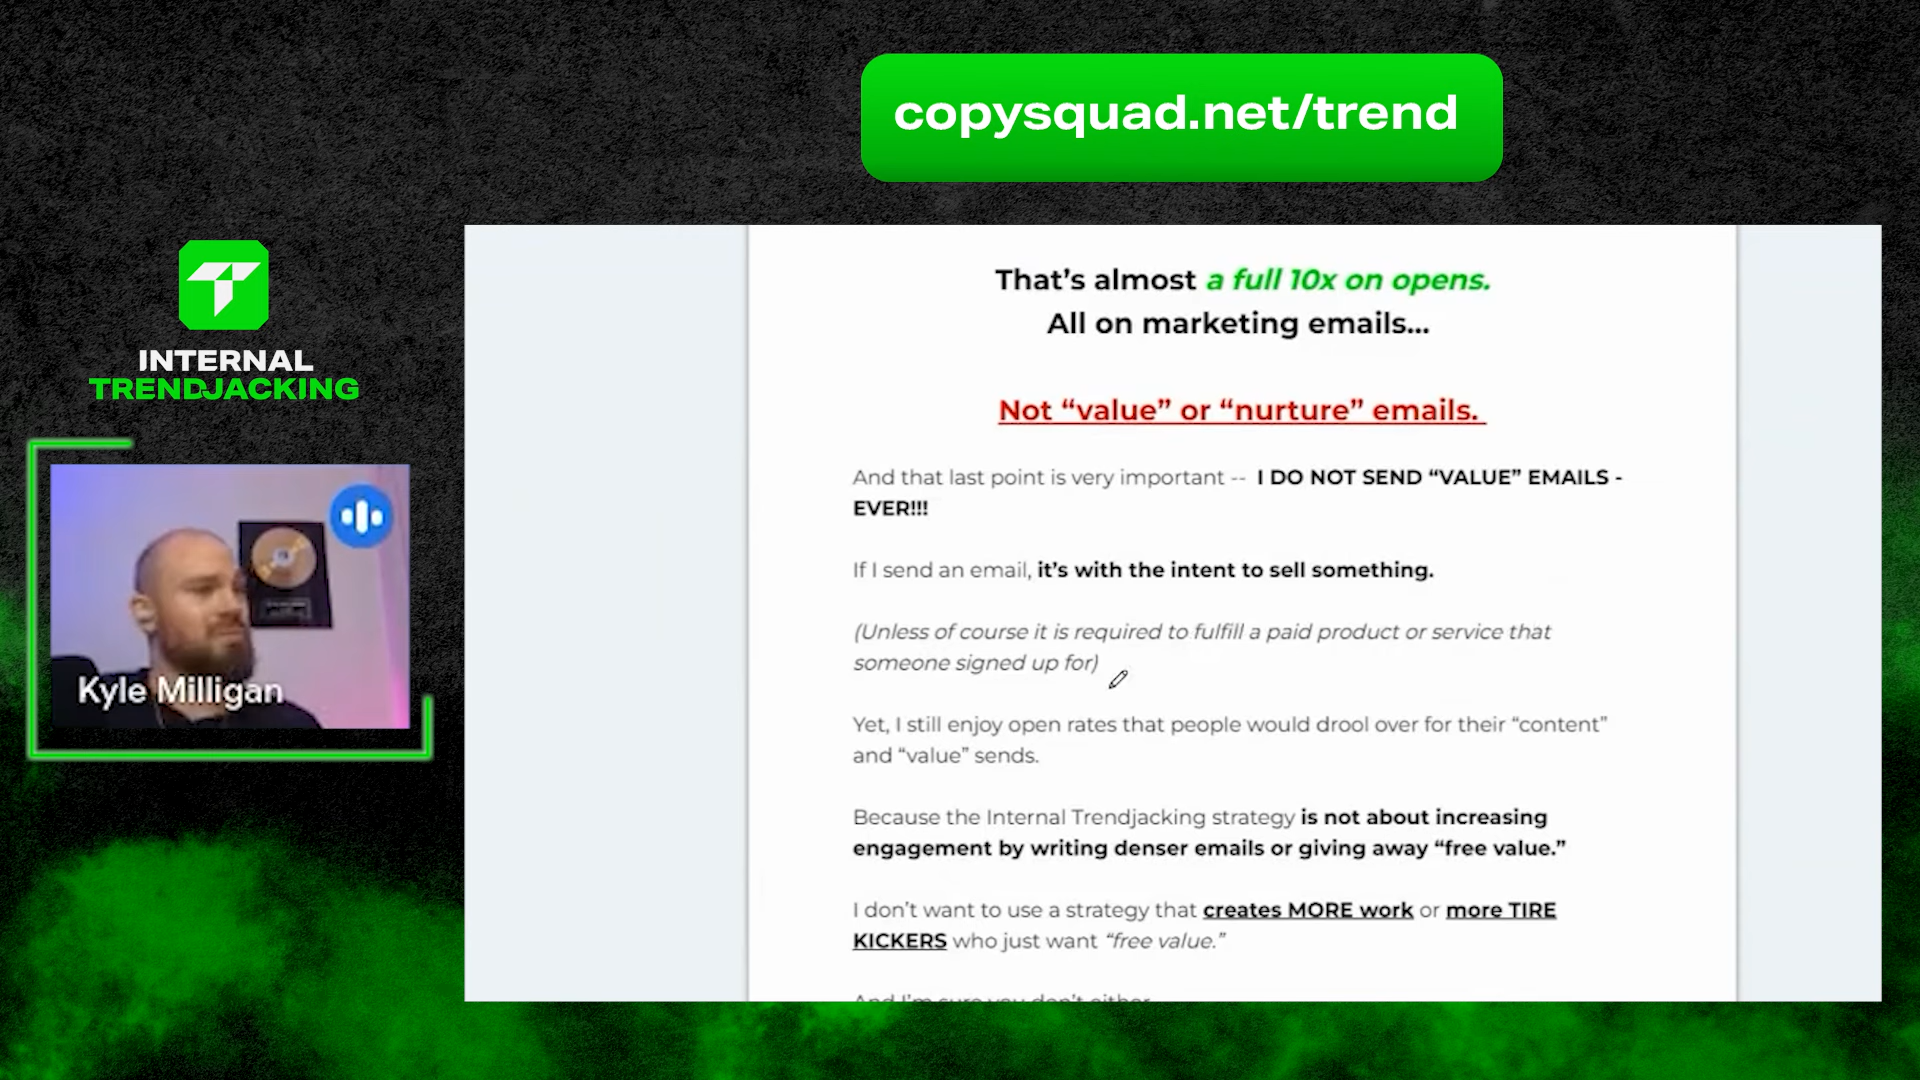 copysquad.net/trend
INTERNAL
TRENDJACKING
Kyle Milligan
That’s almost a full 10x on opens.
All on marketing emails...
Not “value” or “nurture” emails.
And that last point is very important -- I DO NOT SEND “VALUE” EMAILS -
EVER!!!
If I send an email, it’s with the intent to sell something.
(Unless of course it is required to fulfill a paid product or service that
someone signed up for)
Yet, I still enjoy open rates that people would drool over for their “content”
and “value” sends.
Because the Internal Trendjacking strategy is not about increasing
engagement by writing denser emails or giving away “free value.”
I don’t want to use a strategy that creates MORE work or more TIRE
KICKERS who just want “free value.”
And I’m sure you don’t either